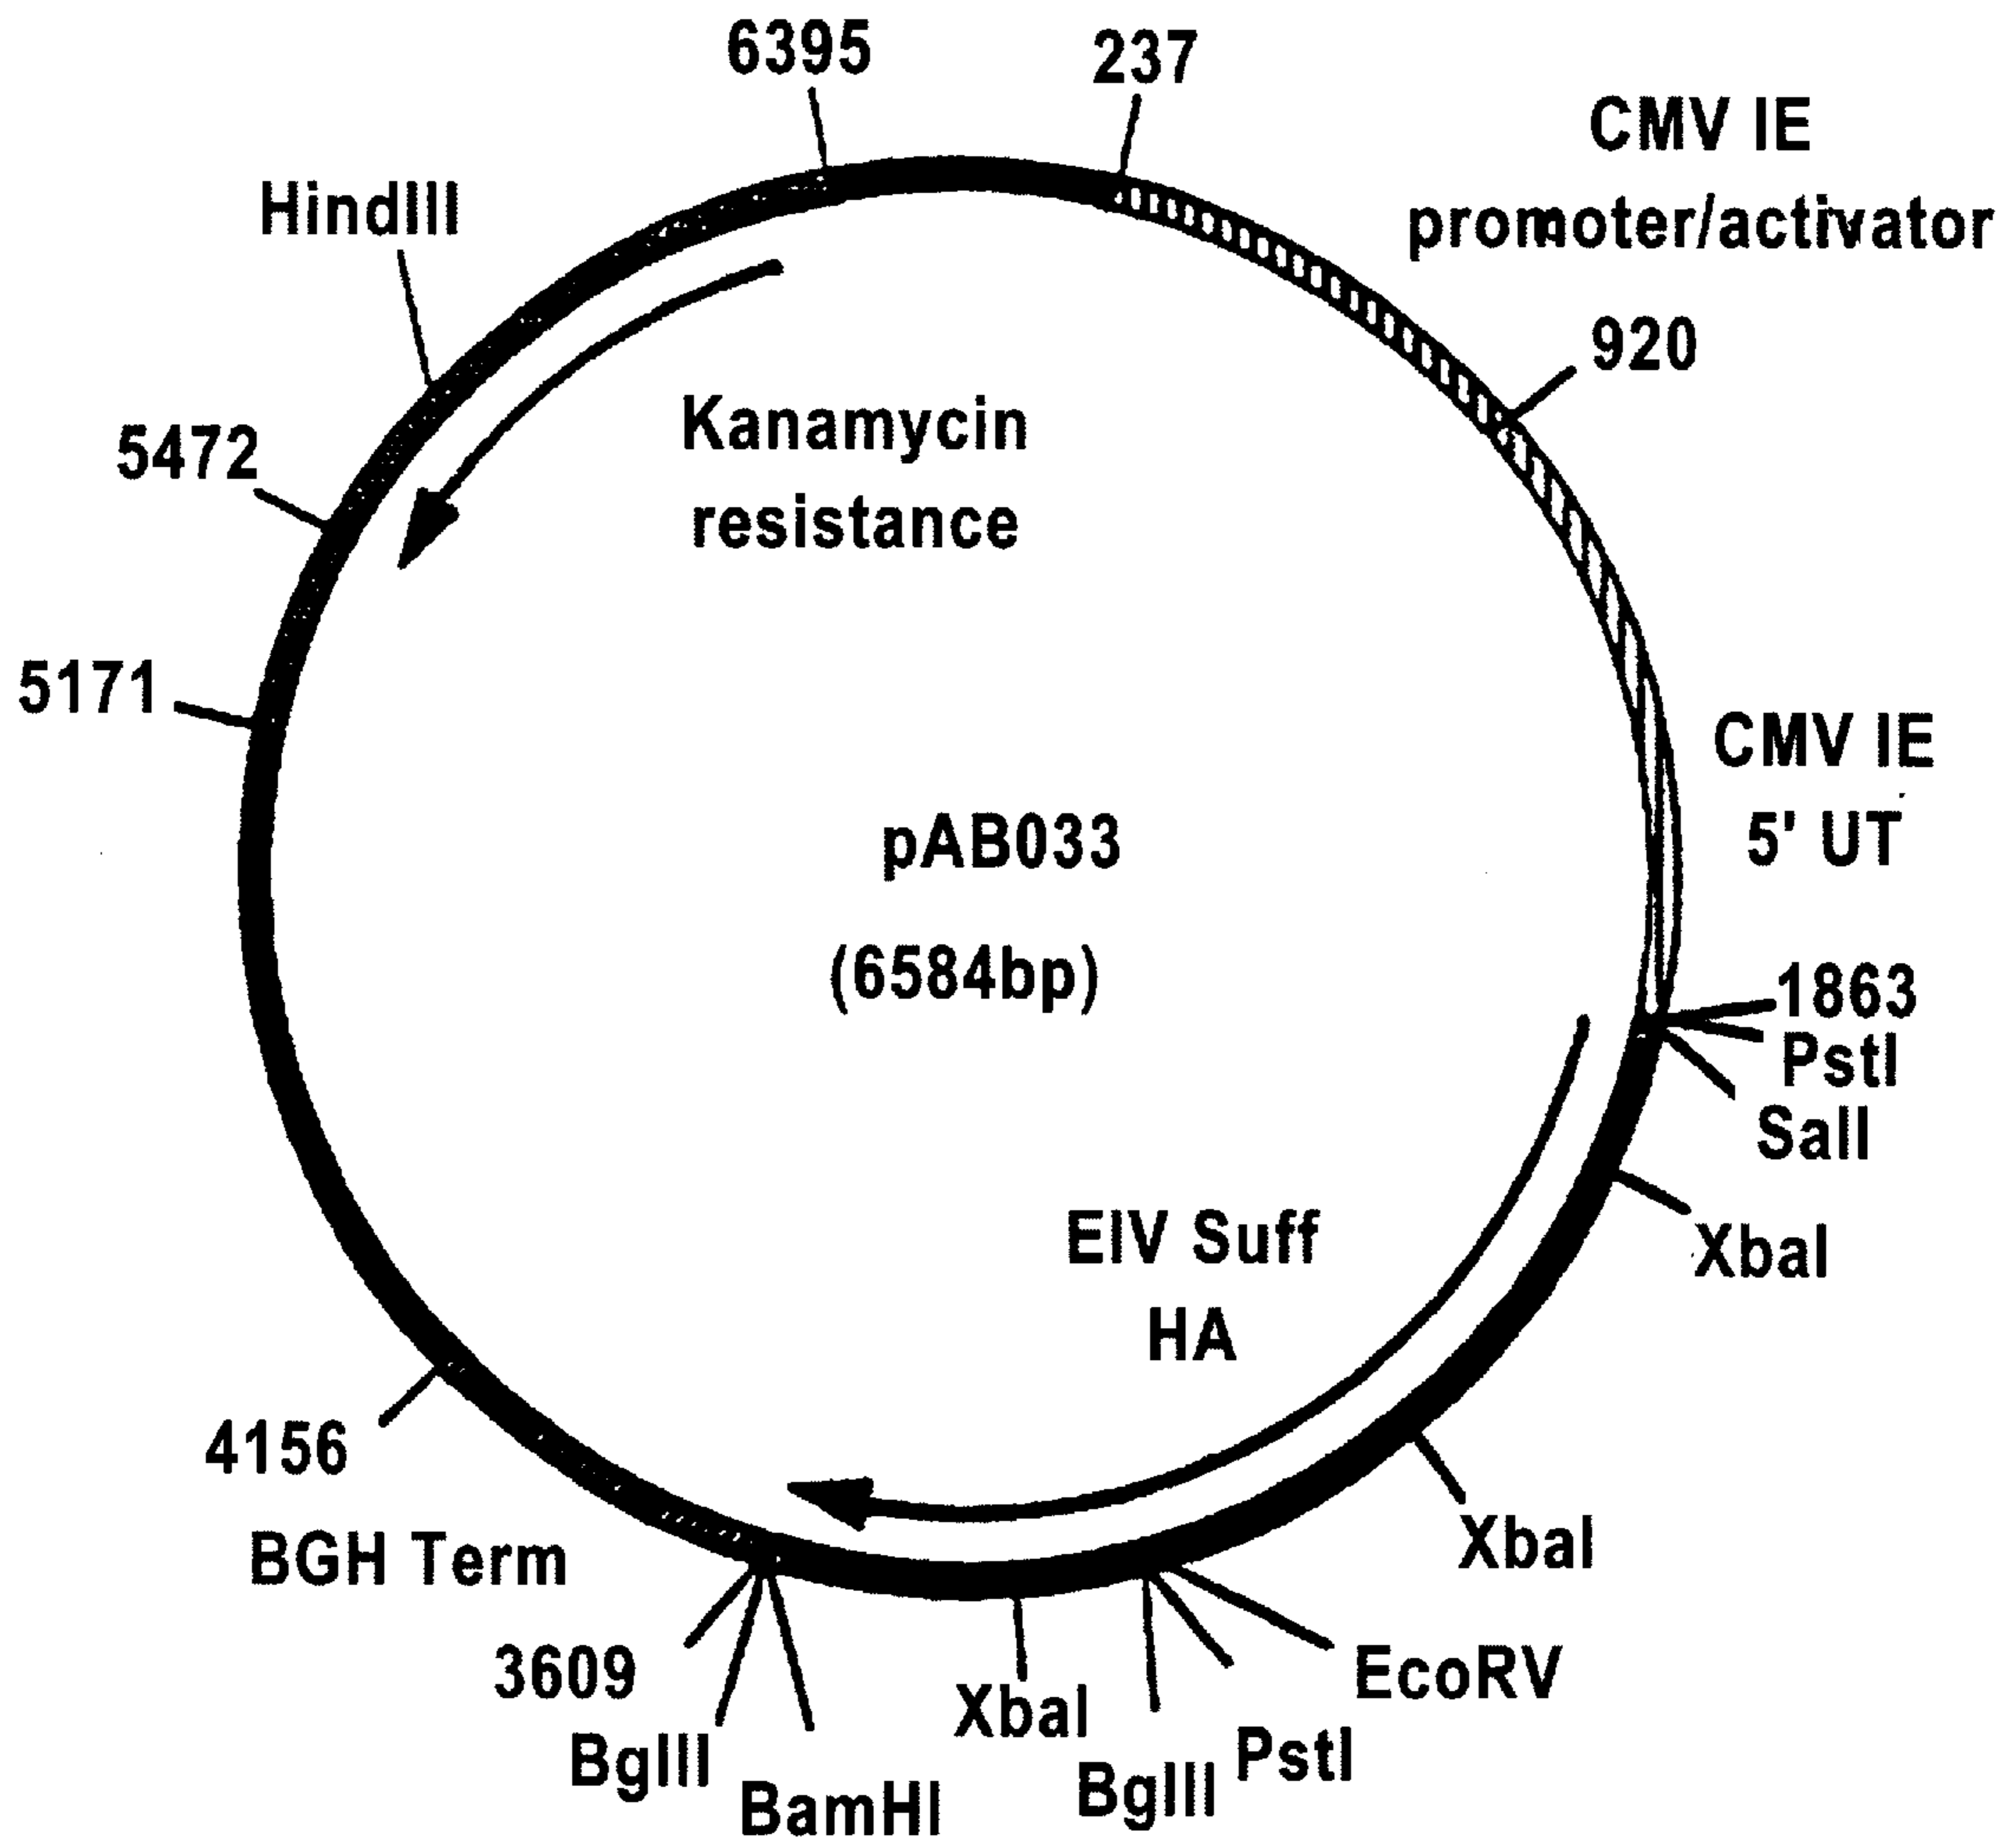 6395
237
CMV IE
promoter/activator
HindIII
920
Kanamycin
resistance
5472
5171
CMV IE
5' UT
pAB033
(6584bp)
1863
PstI
SalI
XbaI
EIV Suff
HA
4156
XbaI
BGH Term
3609
EcoRV
XbaI
PstI
BglII
BglII
BamHI